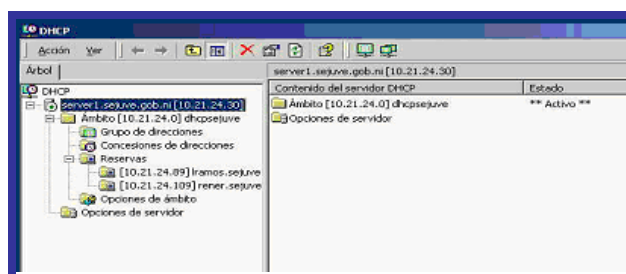 DHCP
Acción Ver
Árbol
server1.sejuve.gob.ni [10.21.24.30]
DHCP
server1.sejuve.gob.ni [10.21.24.30]
Ámbito [10.21.24.0] dhcpsejuve
Grupo de direcciones
Concesiones de direcciones
Reservas
[10.21.24.89] lramos.sejuve
[10.21.24.109] rener.sejuve
Opciones de ámbito
Opciones de servidor
Contenido del servidor DHCP Estado
Ámbito [10.21.24.0] dhcpsejuve ** Activo **
Opciones de servidor